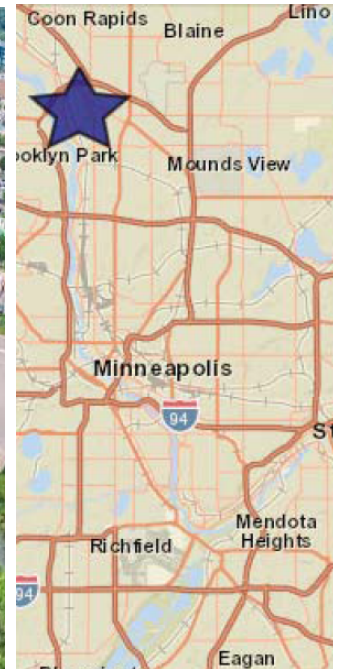 Lino
Coon Rapids
Blaine
ooklyn Park
Mounds View
Minneapolis
94
St
Mendota
Heights
Richfield
94
Eagan